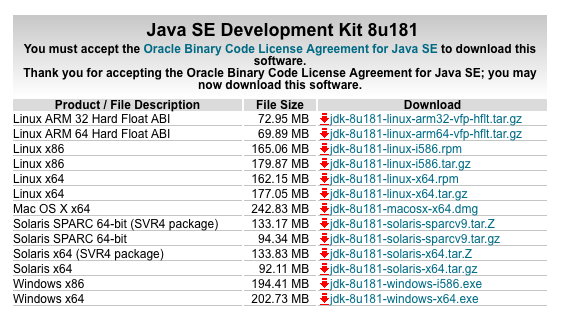 Java SE Development Kit 8u181
You must accept the Oracle Binary Code License Agreement for Java SE to download this
software.
Thank you for accepting the Oracle Binary Code License Agreement for Java SE; you may
now download this software.
Product / File Description File Size Download
Linux ARM 32 Hard Float ABI 72.95 MB jdk-8u181-linux-arm32-vfp-hflt.tar.gz
Linux ARM 64 Hard Float ABI 69.89 MB jdk-8u181-linux-arm64-vfp-hflt.tar.gz
Linux x86 165.06 MB jdk-8u181-linux-i586.rpm
Linux x86 179.87 MB jdk-8u181-linux-i586.tar.gz
Linux x64 162.15 MB jdk-8u181-linux-x64.rpm
Linux x64 177.05 MB jdk-8u181-linux-x64.tar.gz
Mac OS X x64 242.83 MB jdk-8u181-macosx-x64.dmg
Solaris SPARC 64-bit (SVR4 package) 133.17 MB jdk-8u181-solaris-sparcv9.tar.Z
Solaris SPARC 64-bit 94.34 MB jdk-8u181-solaris-sparcv9.tar.gz
Solaris x64 (SVR4 package) 133.83 MB jdk-8u181-solaris-x64.tar.Z
Solaris x64 92.11 MB jdk-8u181-solaris-x64.tar.gz
Windows x86 194.41 MB jdk-8u181-windows-i586.exe
Windows x64 202.73 MB jdk-8u181-windows-x64.exe